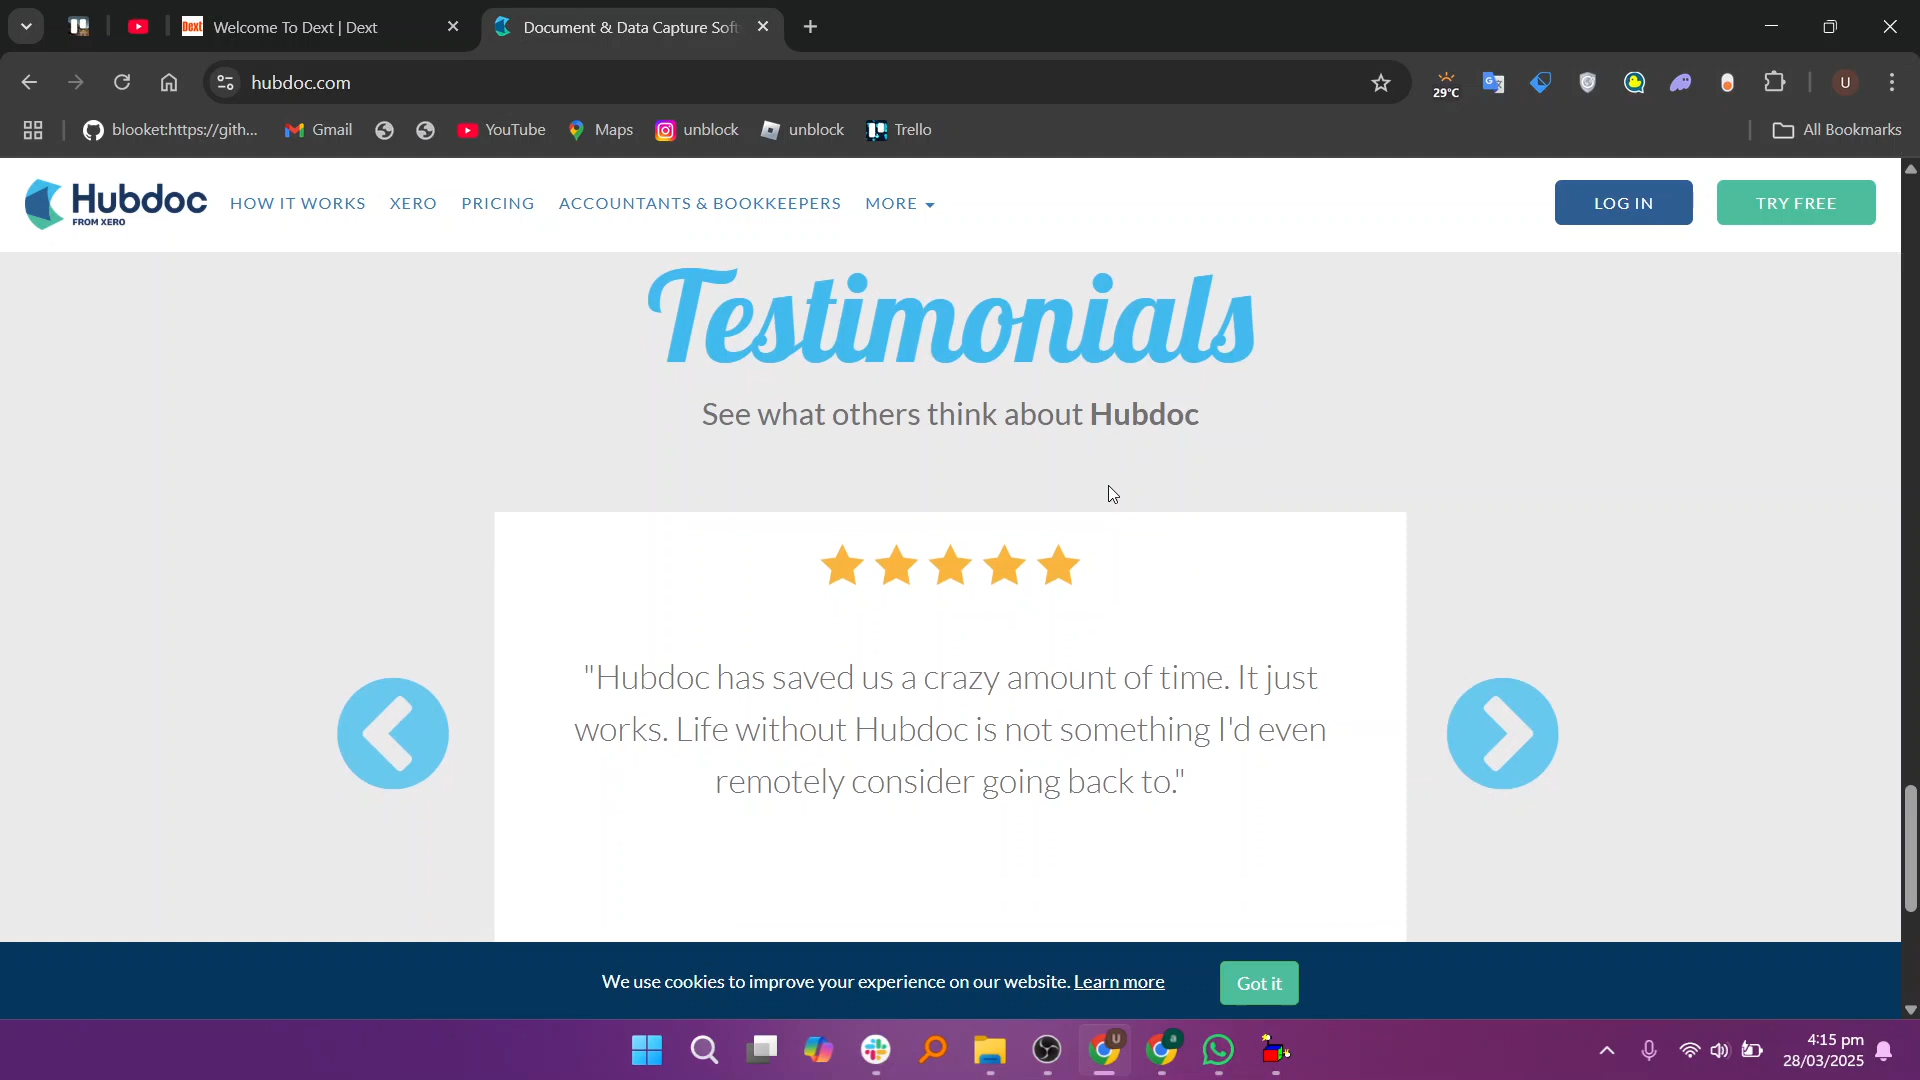 Welcome To Dext | Dext
Document & Data Capture Soft
hubdoc.com
29°C
U
blooket:https://gith...
Gmail
YouTube
Maps
unblock
unblock
Trello
All Bookmarks
Hubdoc
FROM XERO
HOW IT WORKS
XERO
PRICING
ACCOUNTANTS & BOOKKEEPERS
MORE
LOG IN
TRY FREE
Testimonials
See what others think about Hubdoc
"Hubdoc has saved us a crazy amount of time. It just
works. Life without Hubdoc is not something I'd even
remotely consider going back to."
We use cookies to improve your experience on our website. Learn more
Got it
U
a
4:15 pm
28/03/2025